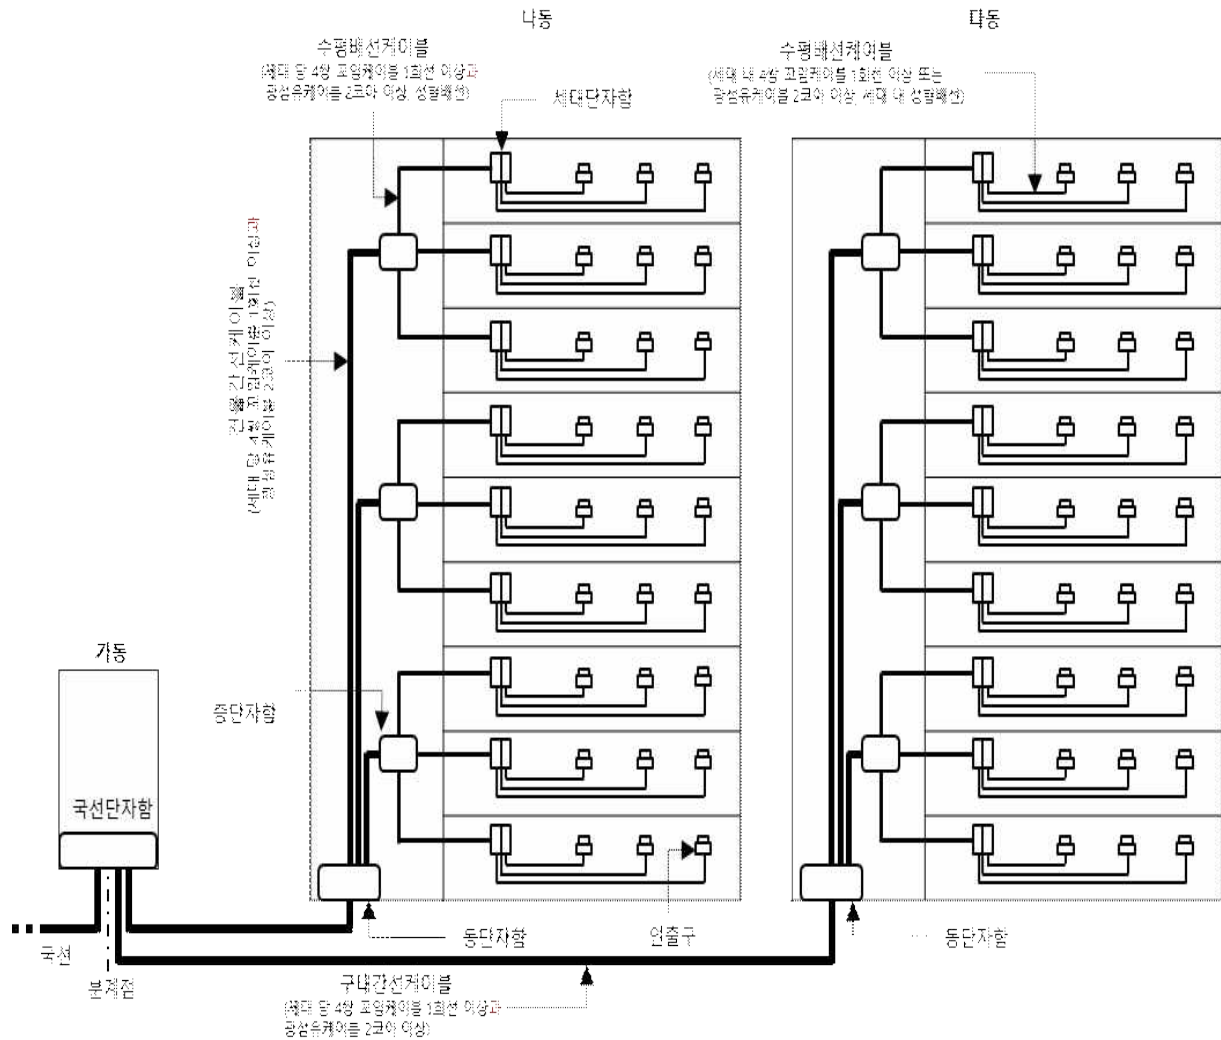 나동
다동
수평배선케이블
(세대 당 4쌍 꼬임케이블 1회선 이상과
광섬유케이블 2코아 이상, 성형배선)
세대단자함
수평배선케이블
(세대 내 4쌍 꼬임케이블 1회선 이상 또는
광섬유케이블 2코아 이상, 세대 내 성형배선)
건물간선케이블
(세대 당 4쌍 꼬임케이블 1회선 이상과
광섬유케이블 2코아 이상)
가동
국선단자함
층단자함
국선
분계점
동단자함
인출구
동단자함
구내간선케이블
(세대 당 4쌍 꼬임케이블 1회선 이상과
광섬유케이블 2코아 이상)